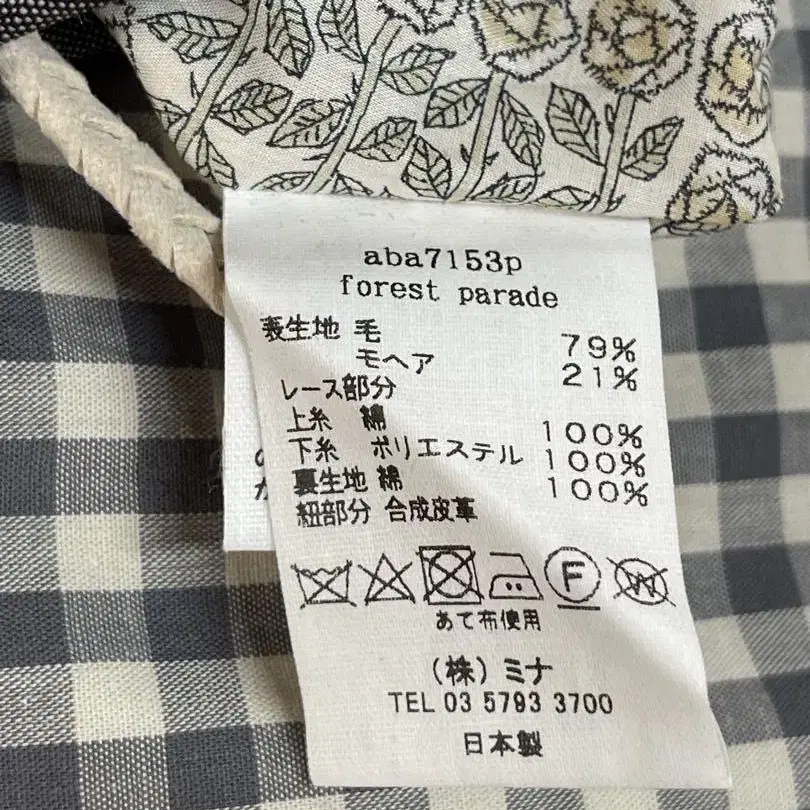 aba7153p
forest parade
表生地 毛 79%
モヘア 21%
レース部分
上糸 綿 100%
下糸 ポリエステル 100%
裏生地 綿 100%
紐部分 合成皮革
F W
あて布使用
(株)ミナ
TEL 03 5793 3700
日本製